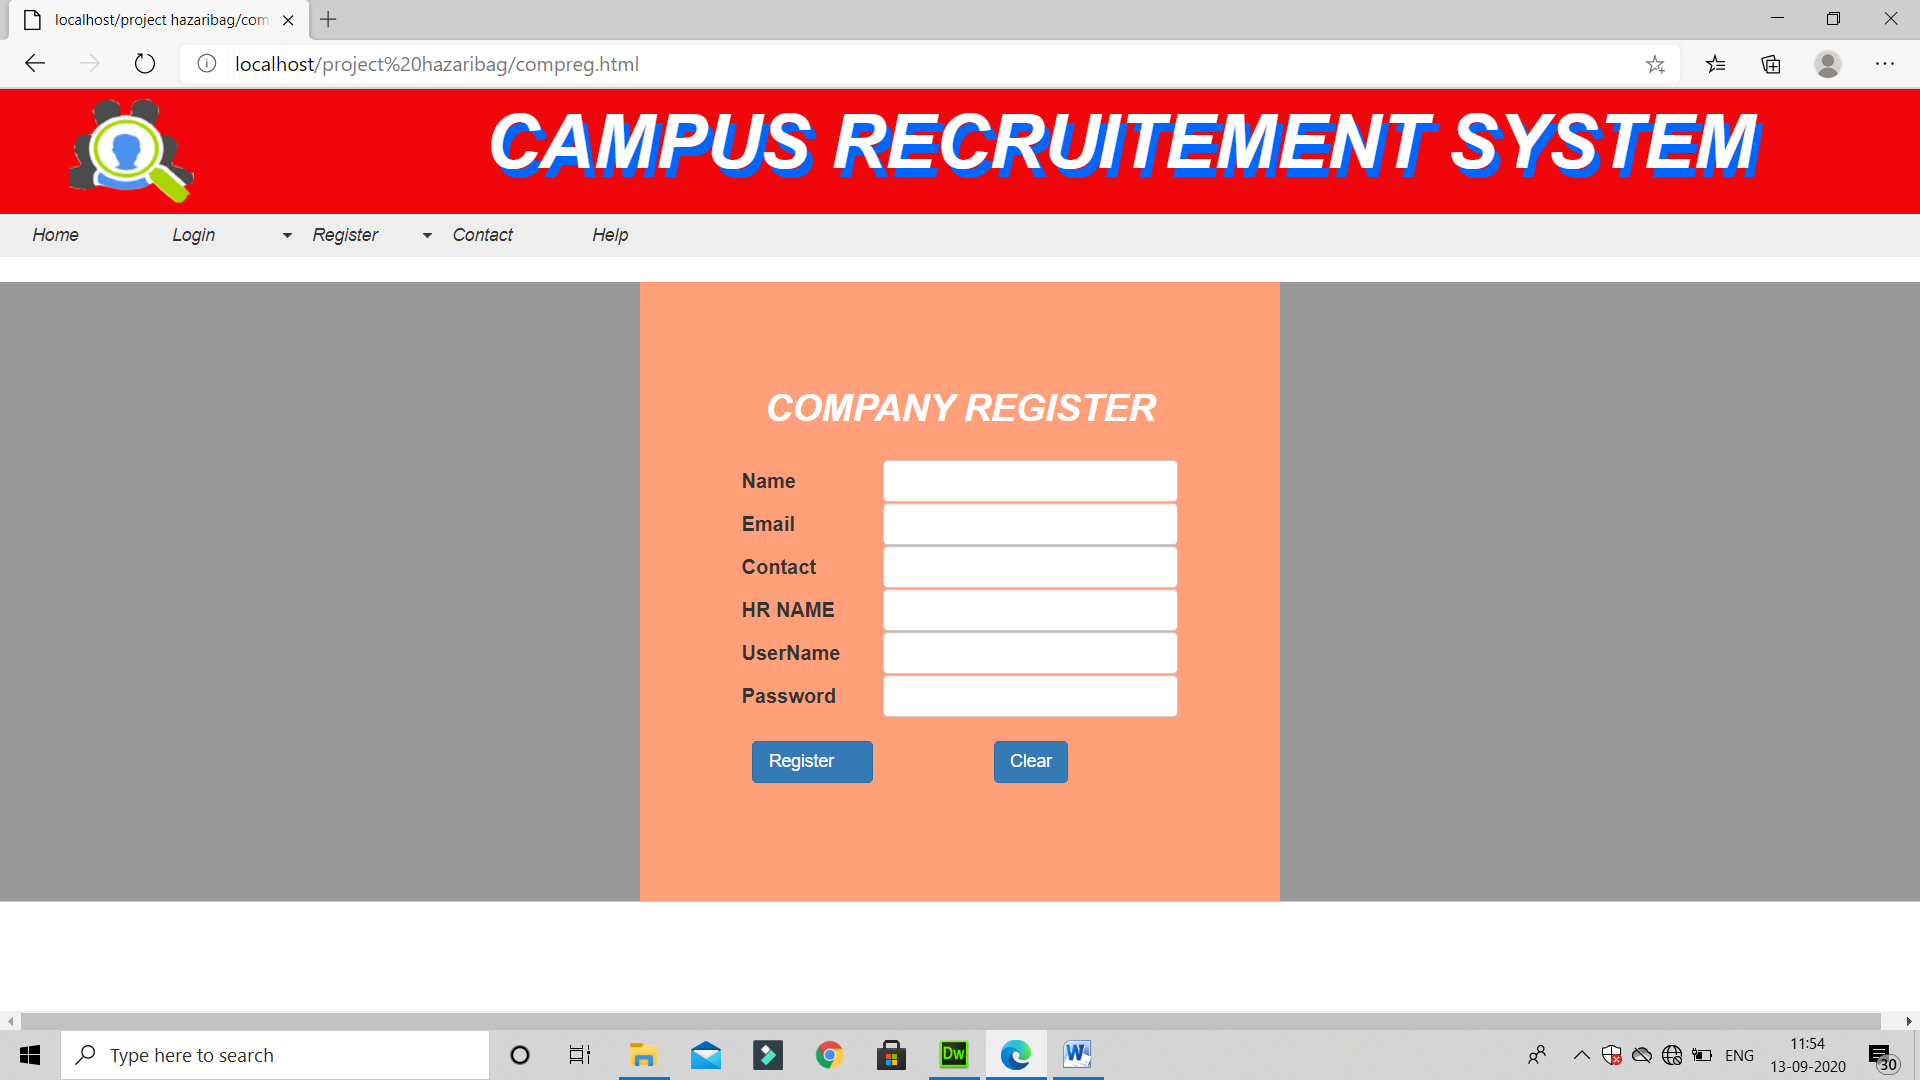 localhost/project hazaribag/com
localhost/project%20hazaribag/compreg.html
CAMPUS RECRUITEMENT SYSTEM
Home Login Register Contact Help
COMPANY REGISTER
Name
Email
Contact
HR NAME
UserName
Password
Register Clear
Type here to search
Dw
W
ENG
11:54
13-09-2020
30